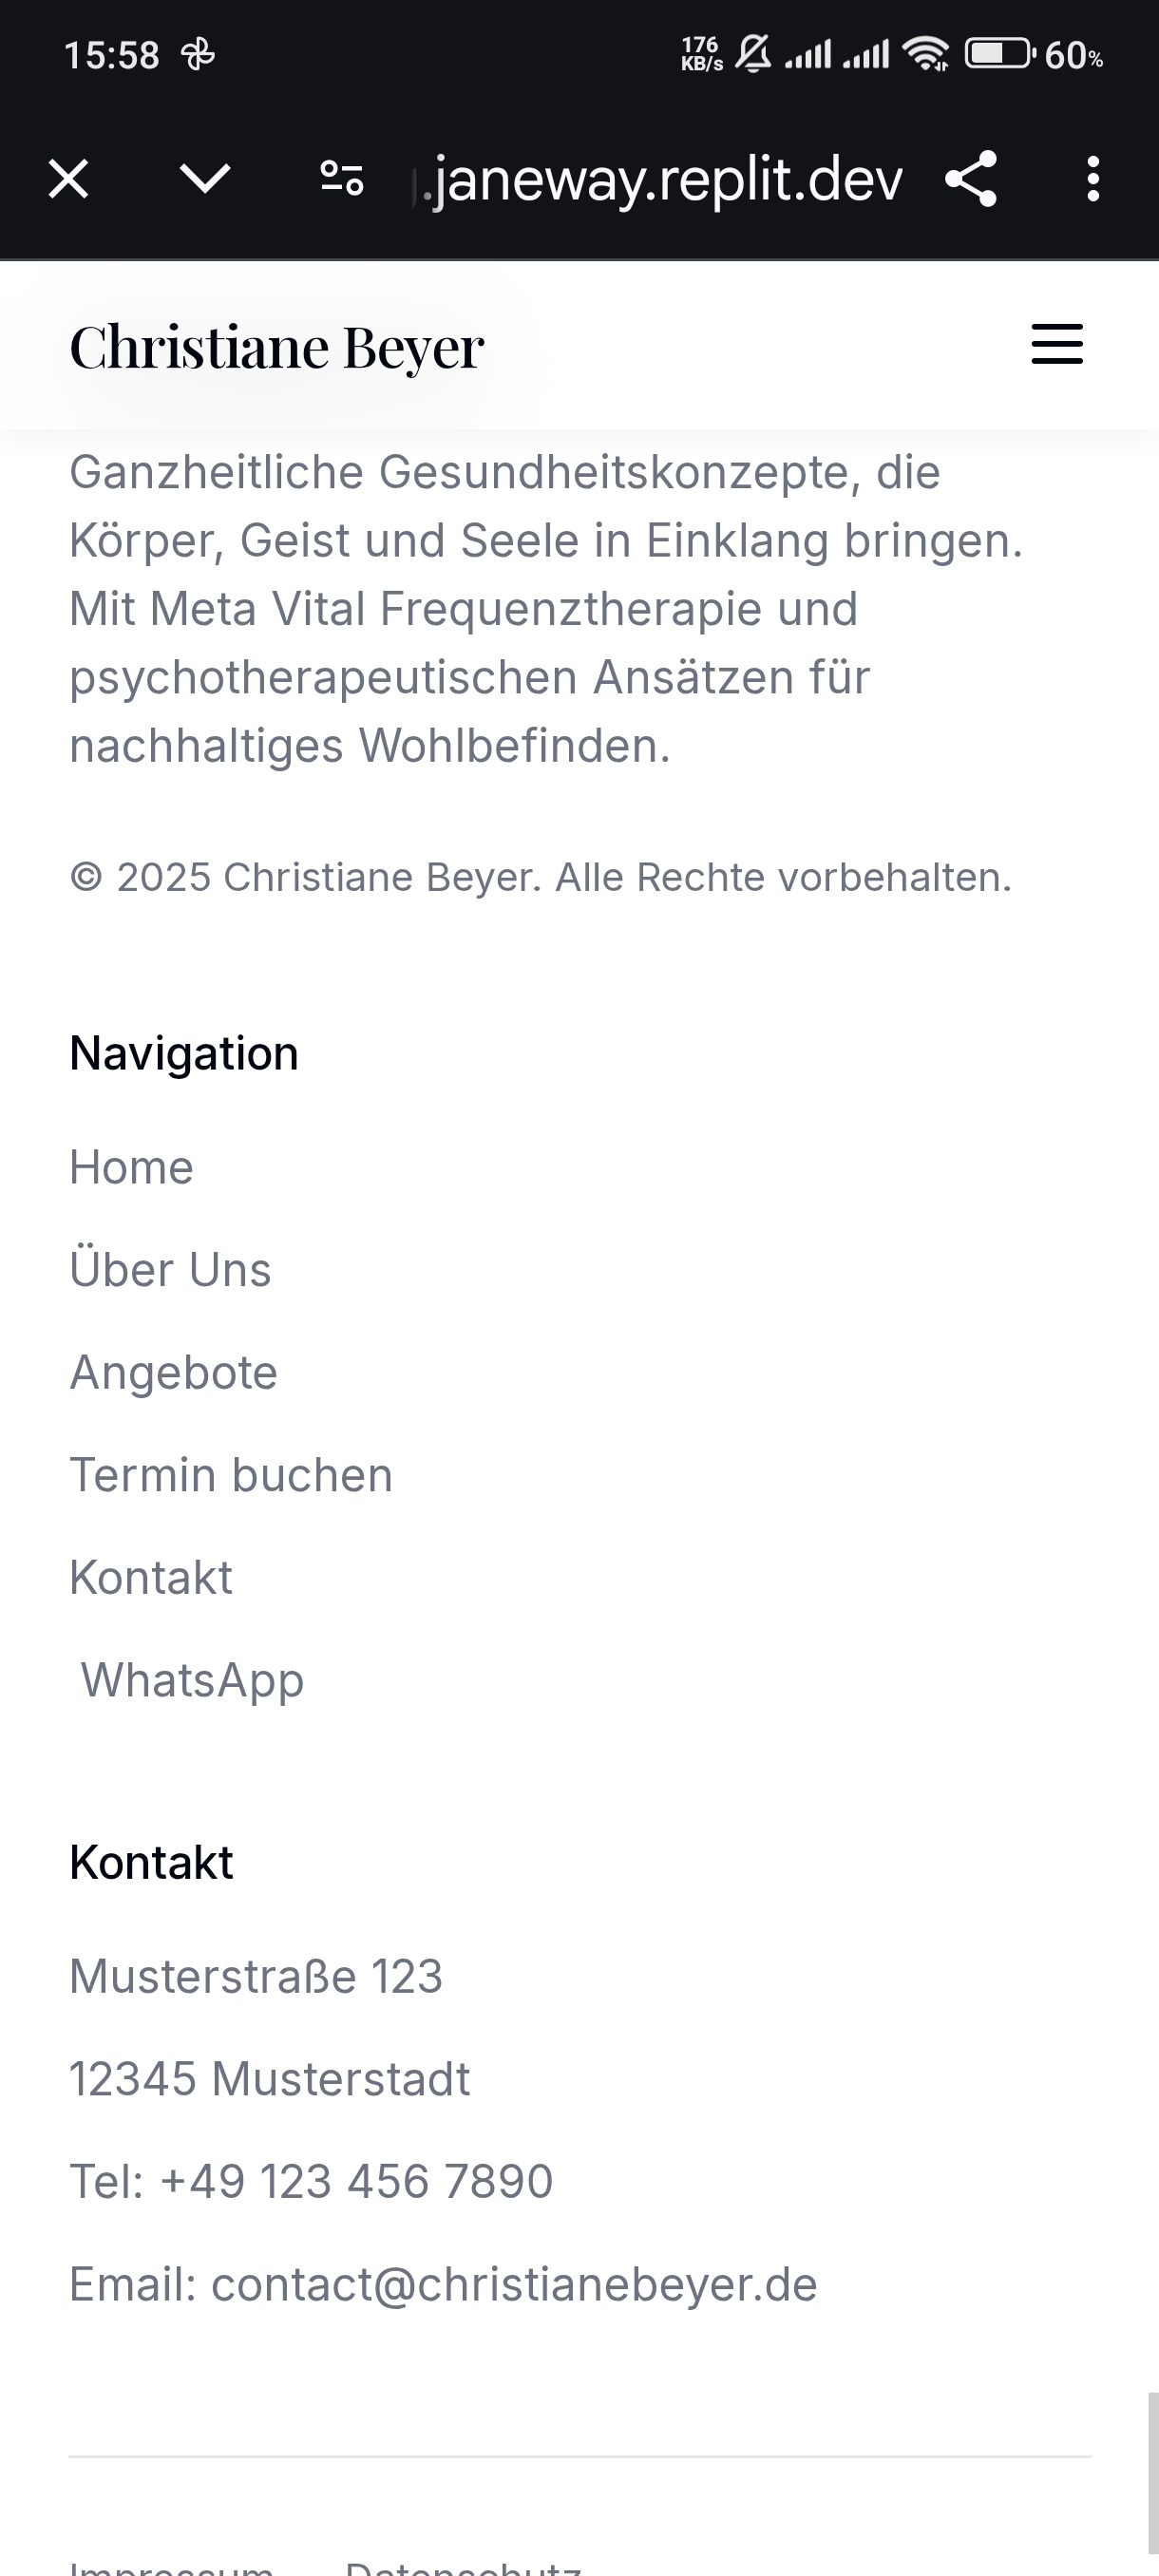 15:58
176
KB/s
60%
.janeway.replit.dev
Christiane Beyer
Ganzheitliche Gesundheitskonzepte, die
Körper, Geist und Seele in Einklang bringen.
Mit Meta Vital Frequenztherapie und
psychotherapeutischen Ansätzen für
nachhaltiges Wohlbefinden.
© 2025 Christiane Beyer. Alle Rechte vorbehalten.
Navigation
Home
Über Uns
Angebote
Termin buchen
Kontakt
WhatsApp
Kontakt
Musterstraße 123
12345 Musterstadt
Tel: +49 123 456 7890
Email: contact@christianebeyer.de
Impressum Datenschutz